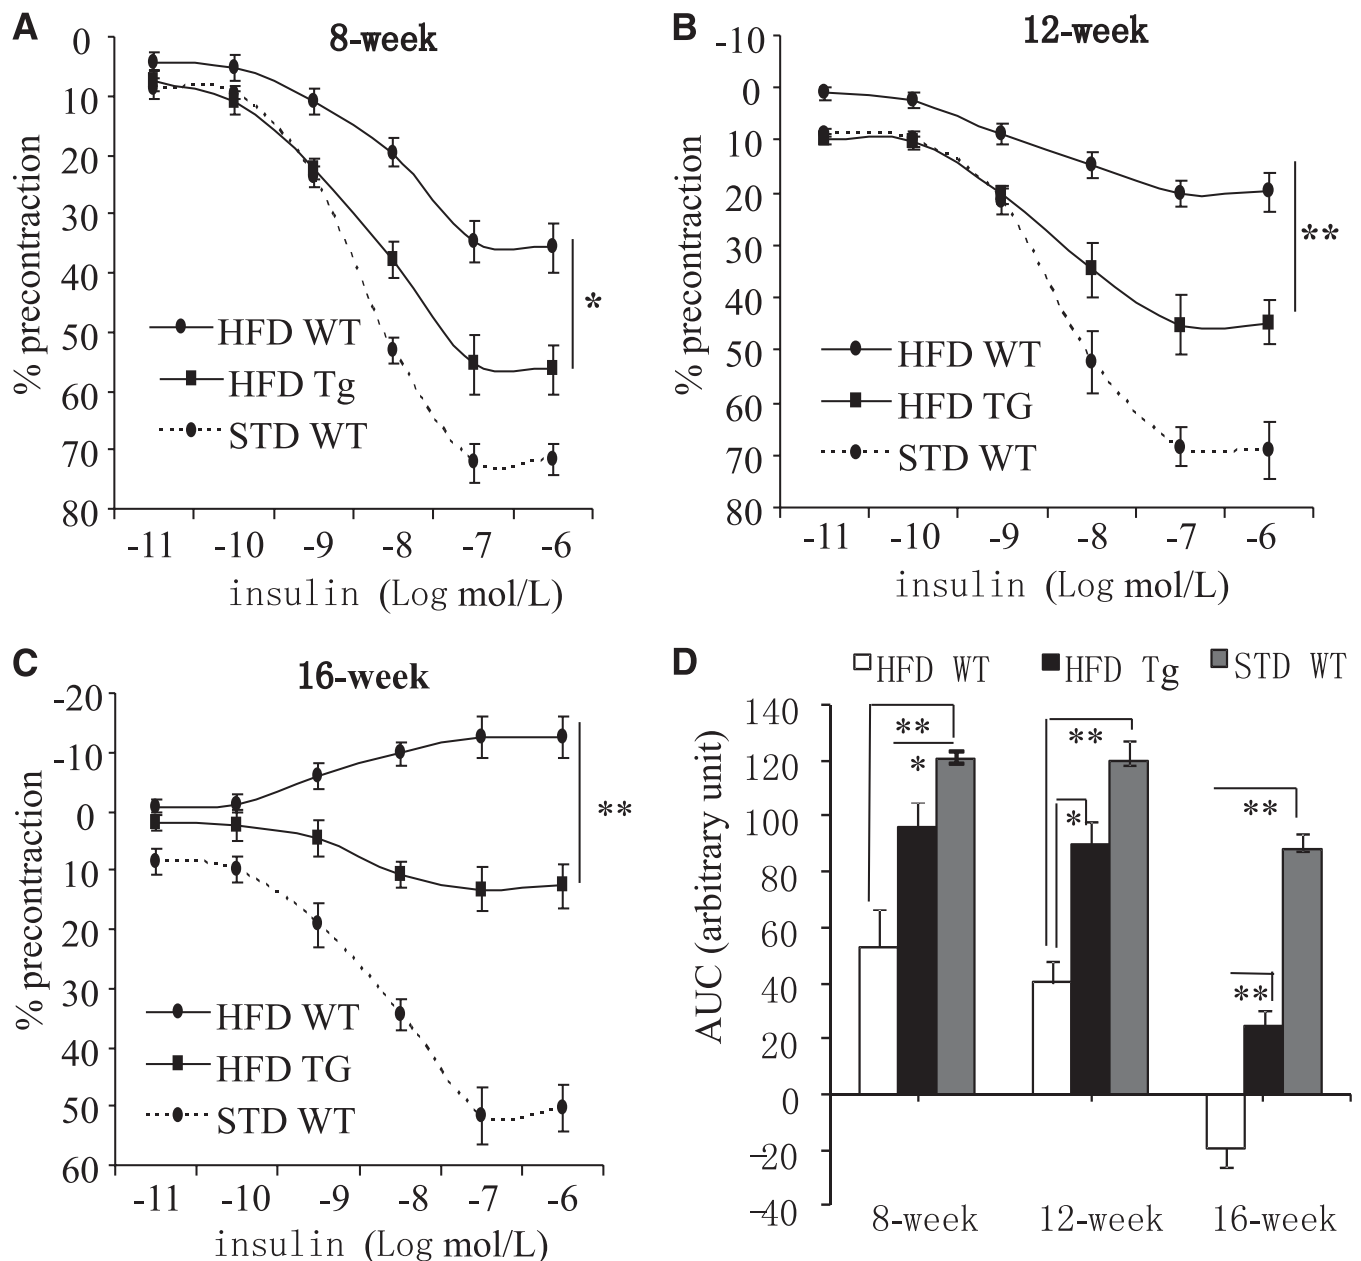 A
8-week
0
10
20
30
40
50
60
70
80
% precontraction
HFD WT
HFD Tg
STD WT
*
-11 -10 -9 -8 -7 -6
insulin (Log mol/L)
B
12-week
-10
0
10
20
30
40
50
60
70
80
% precontraction
HFD WT
HFD TG
STD WT
**
-11 -10 -9 -8 -7 -6
insulin (Log mol/L)
C
16-week
-20
-10
0
10
20
30
40
50
60
% precontraction
HFD WT
HFD TG
STD WT
**
-11 -10 -9 -8 -7 -6
insulin (Log mol/L)
D
HFD WT HFD Tg STD WT
140
120
100
80
60
40
20
0
-20
-40
AUC (arbitrary unit)
**
*
**
*
**
**
8-week 12-week 16-week